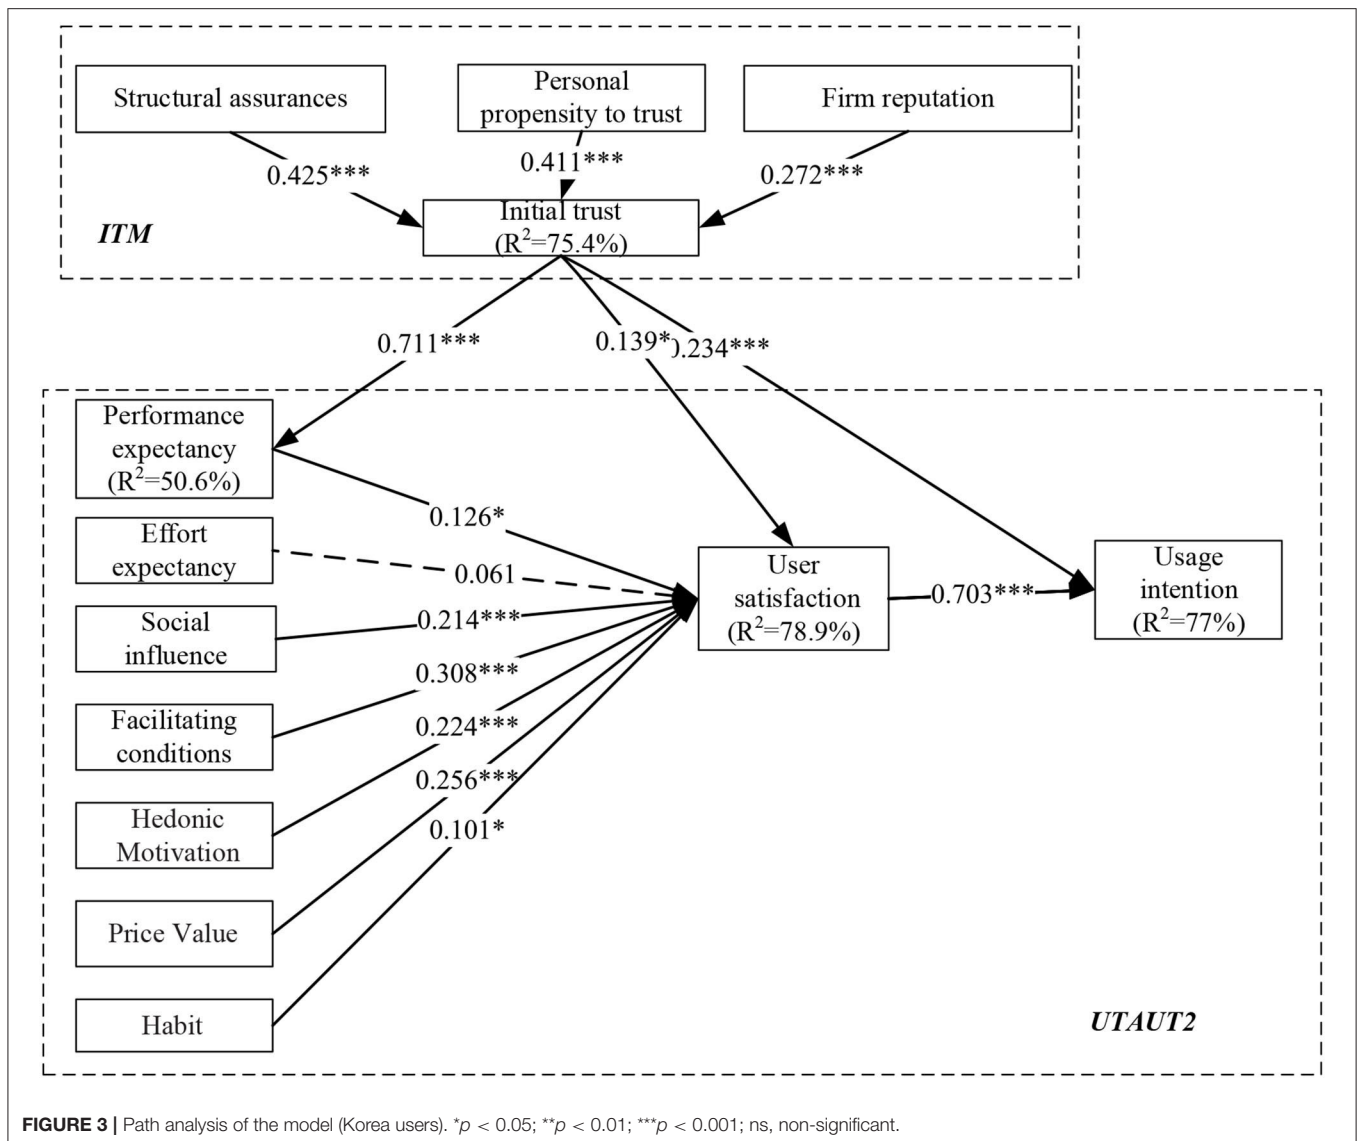 Structural assurances
Personal
propensity to trust
Firm reputation
0.425***
0.411***
0.272***
Initial trust
(R²=75.4%)
ITM
0.711***
0.139*
0.234***
Performance
expectancy
(R²=50.6%)
0.126*
Effort
expectancy
0.061
Social
influence
0.214***
User
satisfaction
(R²=78.9%)
0.703***
Usage
intention
(R²=77%)
0.308***
Facilitating
conditions
0.224***
0.256***
Hedonic
Motivation
0.101*
Price Value
Habit
UTAUT2
FIGURE 3 | Path analysis of the model (Korea users). *p < 0.05; **p < 0.01; ***p < 0.001; ns, non-significant.